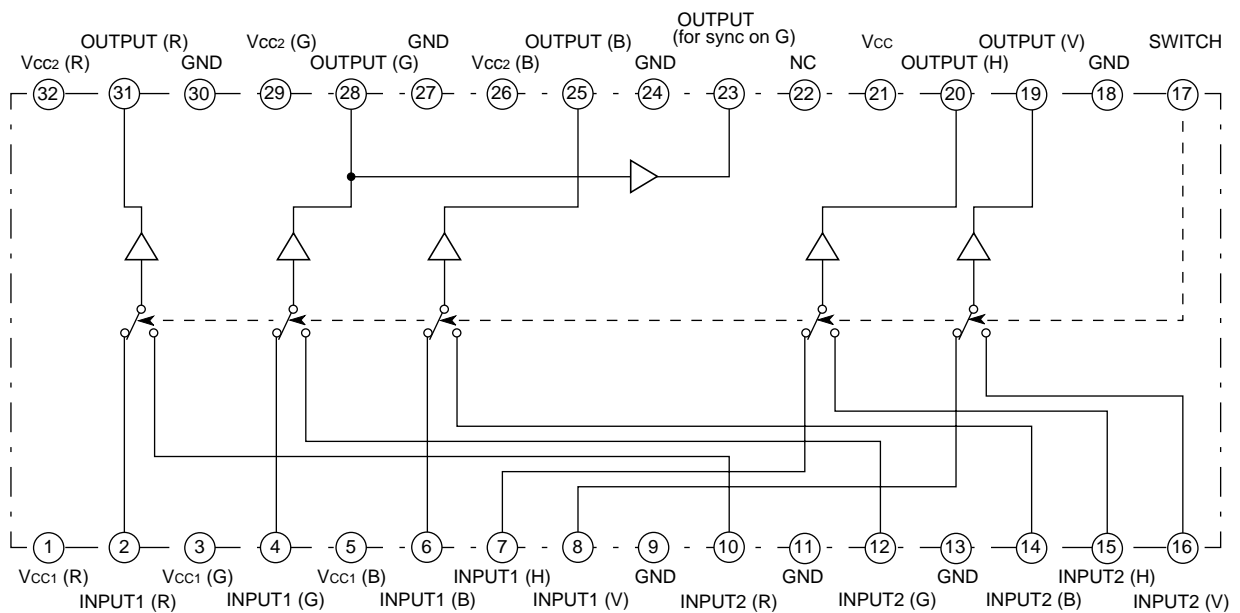 OUTPUT
(for sync on G)
OUTPUT (R) VCC2 (G) GND OUTPUT (B) VCC OUTPUT (V) SWITCH
VCC2 (R) GND OUTPUT (G) VCC2 (B) GND NC OUTPUT (H) GND
32 31 30 29 28 27 26 25 24 23 22 21 20 19 18 17
1 2 3 4 5 6 7 8 9 10 11 12 13 14 15 16
VCC1 (R) VCC1 (G) VCC1 (B) INPUT1 (H) GND GND GND INPUT2 (H)
INPUT1 (R) INPUT1 (G) INPUT1 (B) INPUT1 (V) INPUT2 (R) INPUT2 (G) INPUT2 (B) INPUT2 (V)